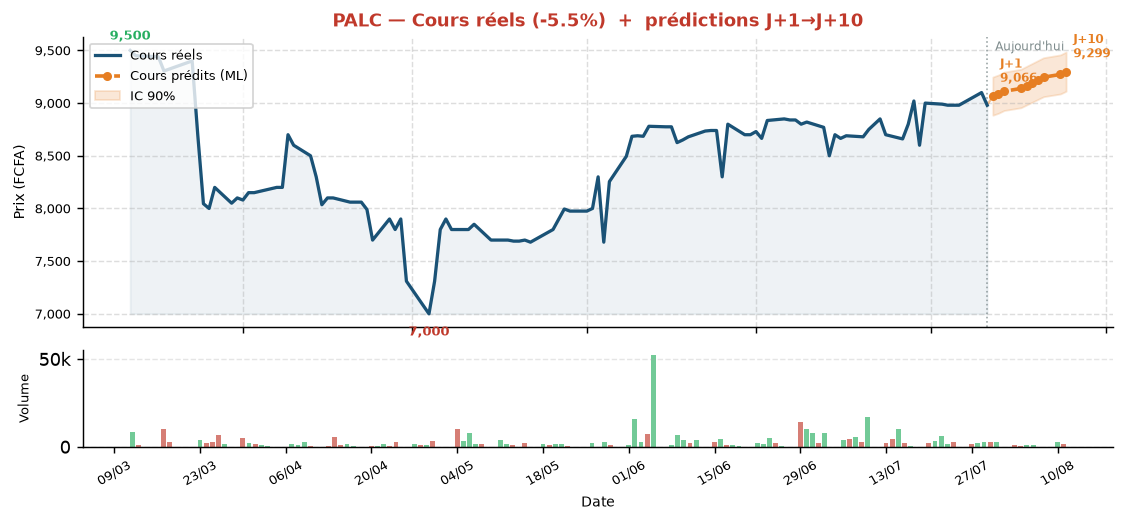 PALC — Cours réels (-5.5%)  +  prédictions J+1→J+10
9,500
Cours réels
Cours prédits (ML)
IC 90%
Aujourd'hui
J+10
9,299
J+1
9,066
Prix (FCFA)
9,500
9,000
8,500
8,000
7,500
7,000
7,000
Volume
50k
0
09/03
23/03
06/04
20/04
04/05
18/05
01/06
15/06
29/06
13/07
27/07
10/08
Date